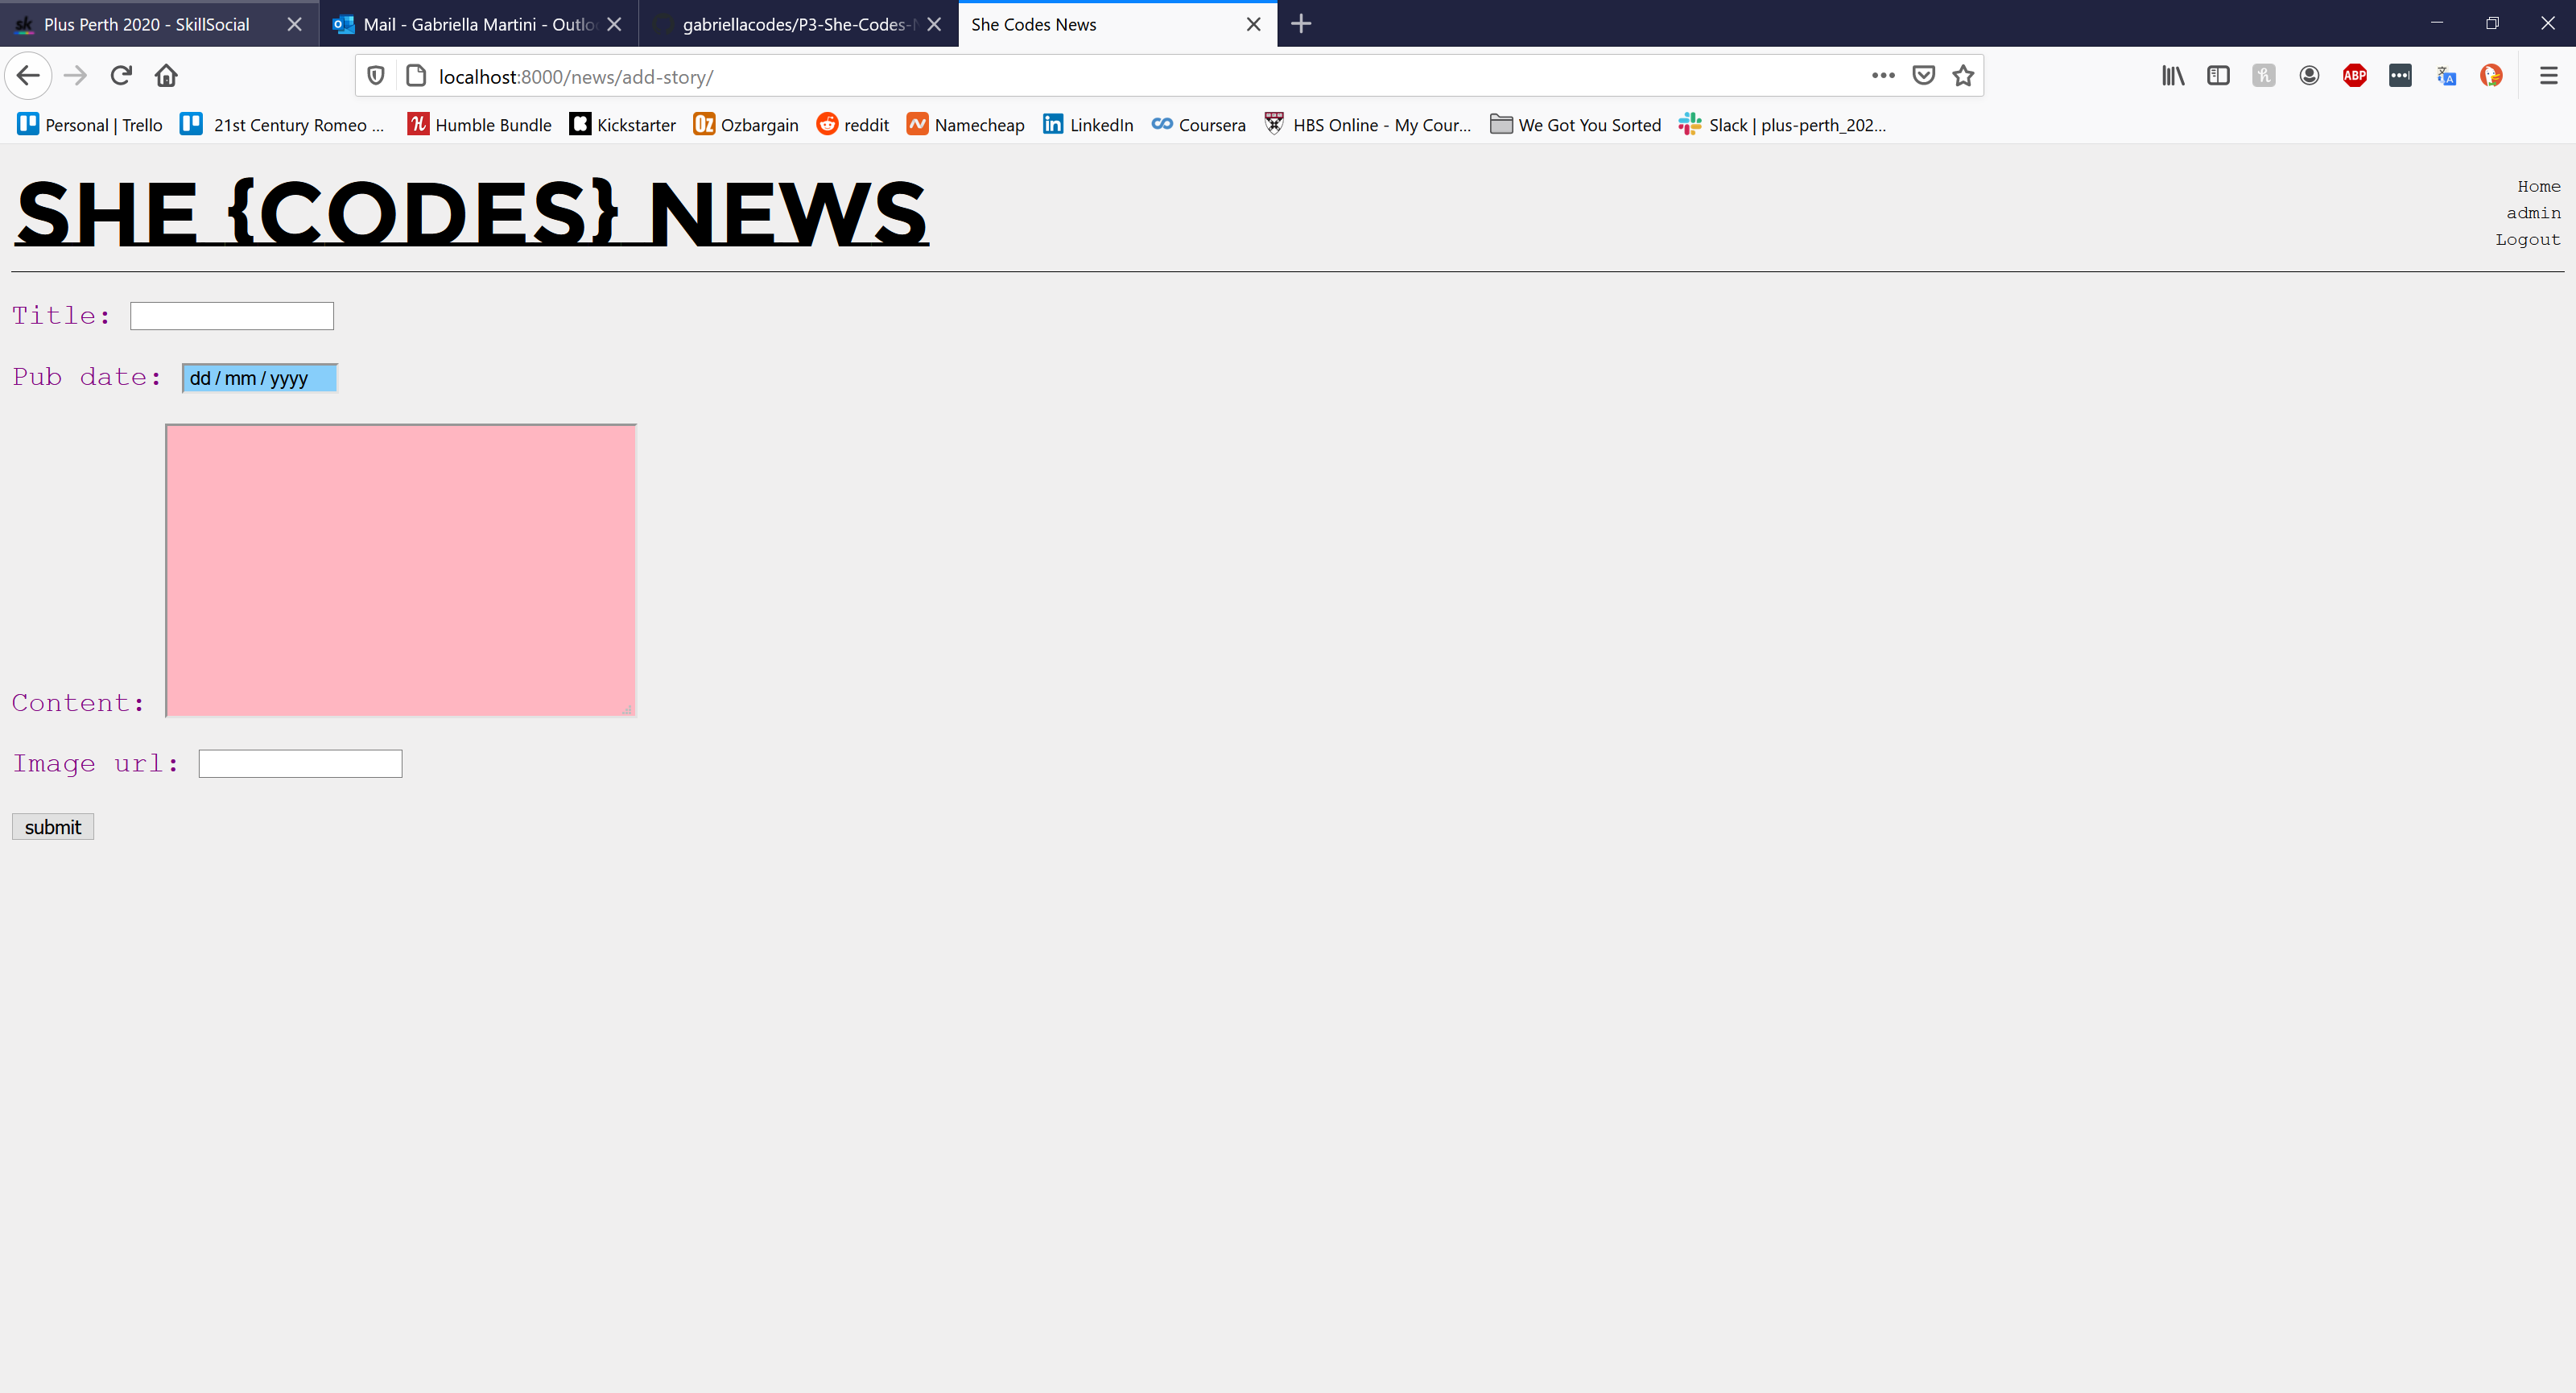 Plus Perth 2020 - SkillSocial
Mail - Gabriella Martini - Outlo
gabriellacodes/P3-She-Codes-
She Codes News
localhost:8000/news/add-story/
ABP
Personal | Trello
21st Century Romeo ...
Humble Bundle
Kickstarter
Ozbargain
reddit
Namecheap
LinkedIn
Coursera
HBS Online - My Cour...
We Got You Sorted
Slack | plus-perth_202...
SHE {CODES} NEWS
Home
admin
Logout
Title:
Pub date: dd / mm / yyyy
Content:
Image url:
submit